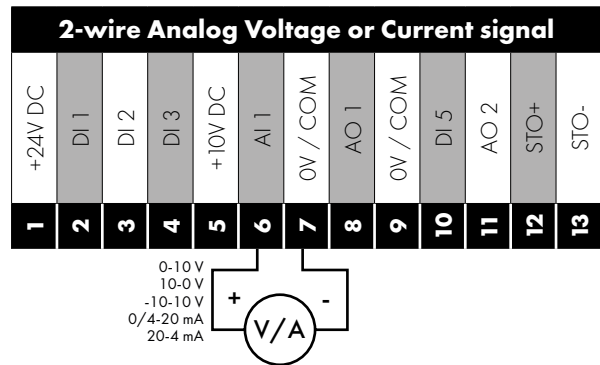 2-wire Analog Voltage or Current signal
+24V DC
DI 1
DI 2
DI 3
+10V DC
AI 1
0V / COM
AO 1
0V / COM
DI 5
AO 2
STO+
STO-
1 2 3 4 5 6 7 8 9 10 11 12 13
0-10 V
10-0 V
-10-10 V
0/4-20 mA
20-4 mA
+ -
V/A